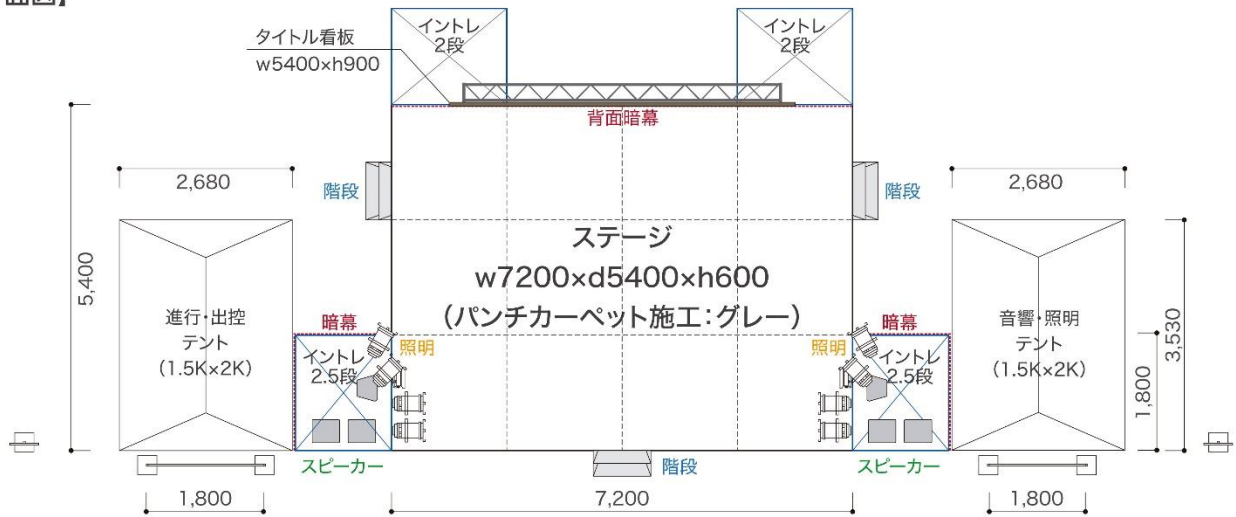 イントレ
2段
イントレ
2段
タイトル看板
w5400×h900
背面暗幕
2,680
階段
階段
2,680
5,400
ステージ
w7200×d5400×h600
(パンチカーペット施工:グレー)
進行・出控
テント
(1.5K×2K)
暗幕
照明
イントレ
2.5段
暗幕
照明
イントレ
2.5段
音響・照明
テント
(1.5K×2K)
3,530
1,800
スピーカー
階段
スピーカー
1,800
7,200
1,800